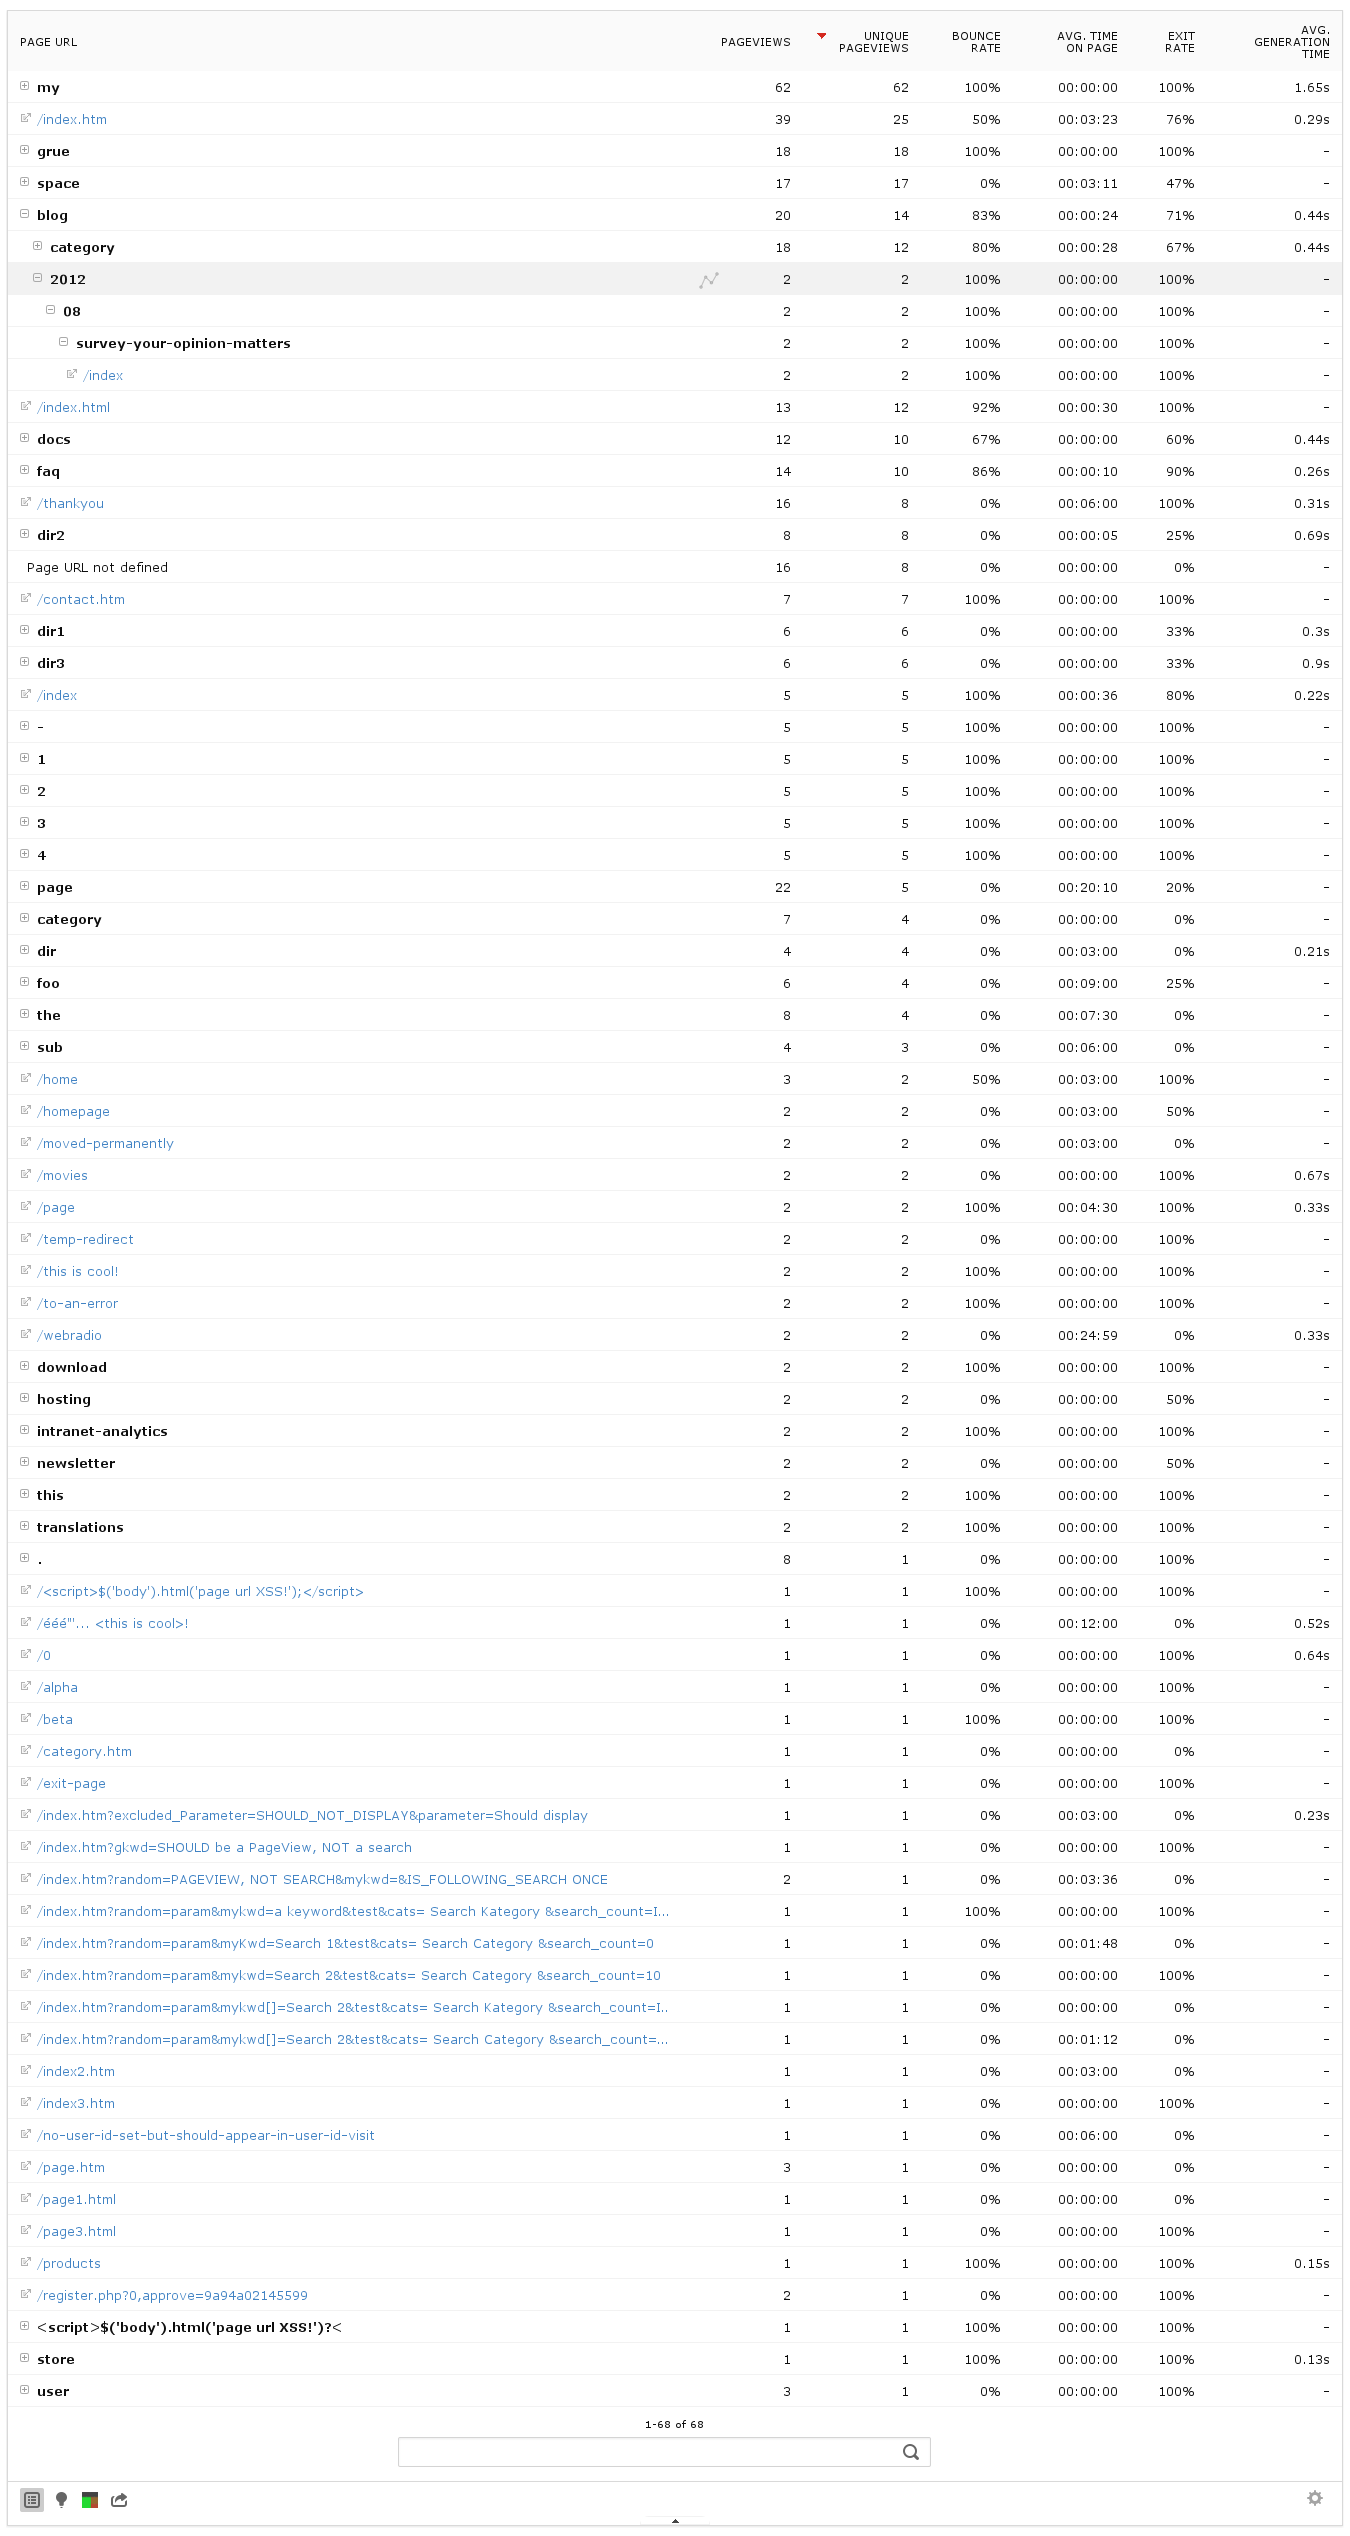 PAGE URL PAGEVIEWS UNIQUE PAGEVIEWS BOUNCE RATE AVG. TIME ON PAGE EXIT RATE AVG. GENERATION TIME
my 62 62 100% 00:00:00 100% 1.65s
/index.htm 39 25 50% 00:03:23 76% 0.29s
grue 18 18 100% 00:00:00 100% -
space 17 17 0% 00:03:11 47% -
blog 20 14 83% 00:00:24 71% 0.44s
category 18 12 80% 00:00:28 67% 0.44s
2012 2 2 100% 00:00:00 100% -
08 2 2 100% 00:00:00 100% -
survey-your-opinion-matters 2 2 100% 00:00:00 100% -
/index 2 2 100% 00:00:00 100% -
/index.html 13 12 92% 00:00:30 100% -
docs 12 10 67% 00:00:00 60% 0.44s
faq 14 10 86% 00:00:10 90% 0.26s
/thankyou 16 8 0% 00:06:00 100% 0.31s
dir2 8 8 0% 00:00:05 25% 0.69s
Page URL not defined 16 8 0% 00:00:00 0% -
/contact.htm 7 7 100% 00:00:00 100% -
dir1 6 6 0% 00:00:00 33% 0.3s
dir3 6 6 0% 00:00:00 33% 0.9s
/index 5 5 100% 00:00:36 80% 0.22s
- 5 5 100% 00:00:00 100% -
1 5 5 100% 00:00:00 100% -
2 5 5 100% 00:00:00 100% -
3 5 5 100% 00:00:00 100% -
4 5 5 100% 00:00:00 100% -
page 22 5 0% 00:20:10 20% -
category 7 4 0% 00:00:00 0% -
dir 4 4 0% 00:03:00 0% 0.21s
foo 6 4 0% 00:09:00 25% -
the 8 4 0% 00:07:30 0% -
sub 4 3 0% 00:06:00 0% -
/home 3 2 50% 00:03:00 100% -
/homepage 2 2 0% 00:03:00 50% -
/moved-permanently 2 2 0% 00:03:00 0% -
/movies 2 2 0% 00:00:00 100% 0.67s
/page 2 2 100% 00:04:30 100% 0.33s
/temp-redirect 2 2 0% 00:00:00 100% -
/this is cool! 2 2 100% 00:00:00 100% -
/to-an-error 2 2 100% 00:00:00 100% -
/webradio 2 2 0% 00:24:59 0% 0.33s
download 2 2 100% 00:00:00 100% -
hosting 2 2 0% 00:00:00 50% -
intranet-analytics 2 2 100% 00:00:00 100% -
newsletter 2 2 0% 00:00:00 50% -
this 2 2 100% 00:00:00 100% -
translations 2 2 100% 00:00:00 100% -
. 8 1 0% 00:00:00 100% -
/<script>$('body').html('page url XSS!');</script> 1 1 100% 00:00:00 100% -
/ééé"'... <this is cool>! 1 1 0% 00:12:00 0% 0.52s
/0 1 1 0% 00:00:00 100% 0.64s
/alpha 1 1 0% 00:00:00 100% -
/beta 1 1 100% 00:00:00 100% -
/category.htm 1 1 0% 00:00:00 0% -
/exit-page 1 1 0% 00:00:00 100% -
/index.htm?excluded_Parameter=SHOULD_NOT_DISPLAY&parameter=Should display 1 1 0% 00:03:00 0% 0.23s
/index.htm?gkwd=SHOULD be a PageView, NOT a search 1 1 0% 00:00:00 100% -
/index.htm?random=PAGEVIEW, NOT SEARCH&mykwd=&IS_FOLLOWING_SEARCH ONCE 2 1 0% 00:03:36 0% -
/index.htm?random=param&mykwd=a keyword&test&cats= Search Kategory &search_count=I... 1 1 100% 00:00:00 100% -
/index.htm?random=param&myKwd=Search 1&test&cats= Search Category &search_count=0 1 1 0% 00:01:48 0% -
/index.htm?random=param&mykwd=Search 2&test&cats= Search Category &search_count=10 1 1 0% 00:00:00 100% -
/index.htm?random=param&mykwd[]=Search 2&test&cats= Search Kategory &search_count=I.. 1 1 0% 00:00:00 0% -
/index.htm?random=param&mykwd[]=Search 2&test&cats= Search Category &search_count=... 1 1 0% 00:01:12 0% -
/index2.htm 1 1 0% 00:03:00 0% -
/index3.htm 1 1 0% 00:00:00 100% -
/no-user-id-set-but-should-appear-in-user-id-visit 1 1 0% 00:06:00 0% -
/page.htm 3 1 0% 00:00:00 0% -
/page1.html 1 1 0% 00:00:00 0% -
/page3.html 1 1 0% 00:00:00 100% -
/products 1 1 100% 00:00:00 100% 0.15s
/register.php?0,approve=9a94a02145599 2 1 0% 00:00:00 100% -
<script>$('body').html('page url XSS!')?< 1 1 100% 00:00:00 100% -
store 1 1 100% 00:00:00 100% 0.13s
user 3 1 0% 00:00:00 100% -
1-68 of 68